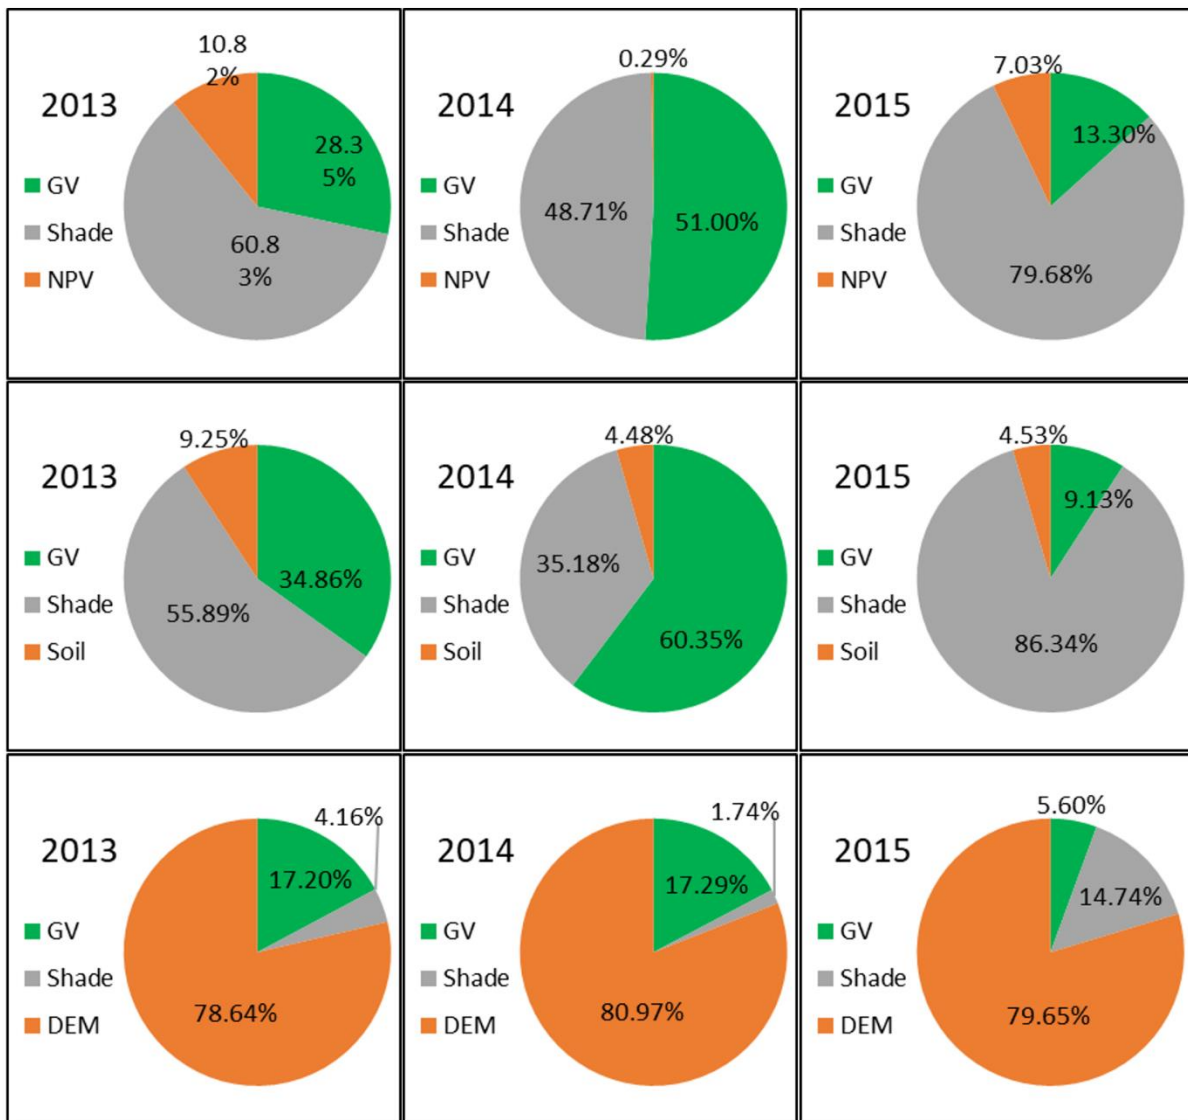 10.8
2%
2013
28.3
5%
GV
Shade
60.8
3%
NPV
0.29%
2014
GV
48.71%
51.00%
Shade
NPV
7.03%
2015
13.30%
GV
Shade
79.68%
NPV
9.25%
2013
GV
34.86%
Shade
55.89%
Soil
4.48%
2014
GV
35.18%
Shade
60.35%
Soil
4.53%
2015
9.13%
GV
Shade
86.34%
Soil
4.16%
2013
17.20%
GV
Shade
78.64%
DEM
1.74%
2014
17.29%
GV
Shade
80.97%
DEM
5.60%
2015
14.74%
GV
Shade
79.65%
DEM